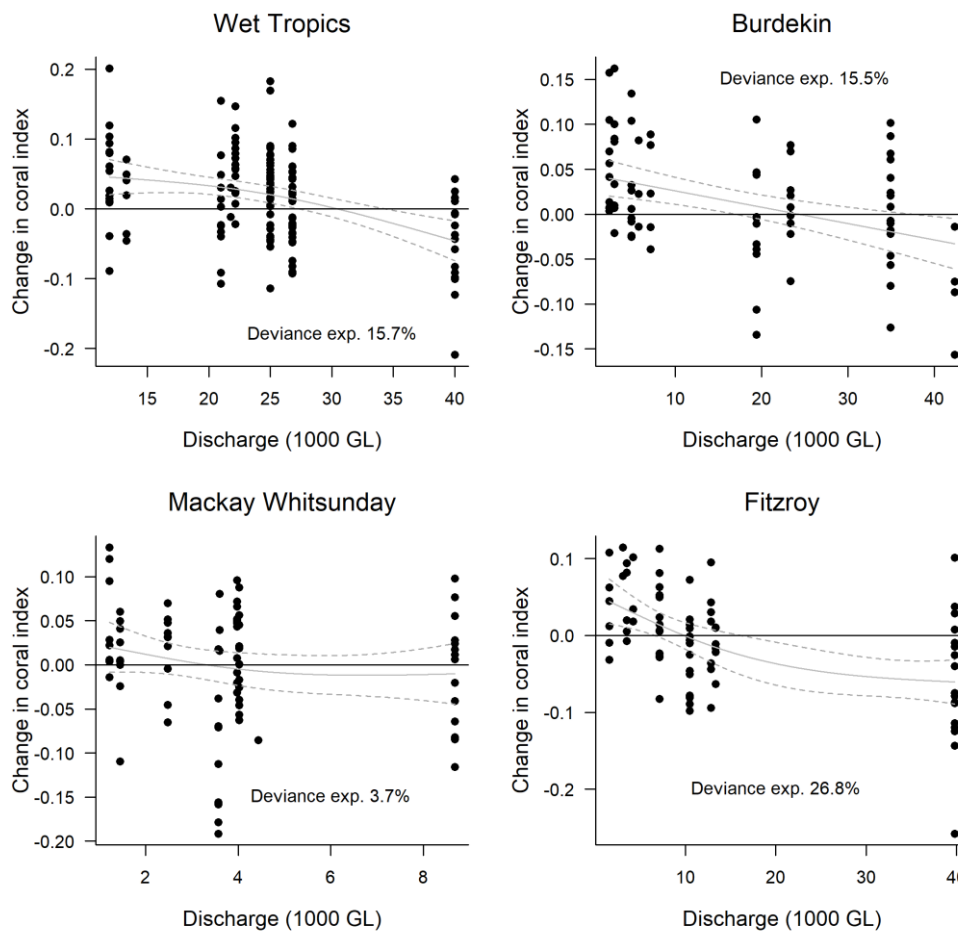 Wet Tropics
0.2
0.1
0.0
-0.1
-0.2
Change in coral index
Deviance exp. 15.7%
15 20 25 30 35 40
Discharge (1000 GL)
Burdekin
0.15
0.10
0.05
0.00
-0.05
-0.10
-0.15
Change in coral index
Deviance exp. 15.5%
10 20 30 40
Discharge (1000 GL)
Mackay Whitsunday
0.10
0.05
0.00
-0.05
-0.10
-0.15
-0.20
Change in coral index
Deviance exp. 3.7%
2 4 6 8
Discharge (1000 GL)
Fitzroy
0.1
0.0
-0.1
-0.2
Change in coral index
Deviance exp. 26.8%
10 20 30 40
Discharge (1000 GL)